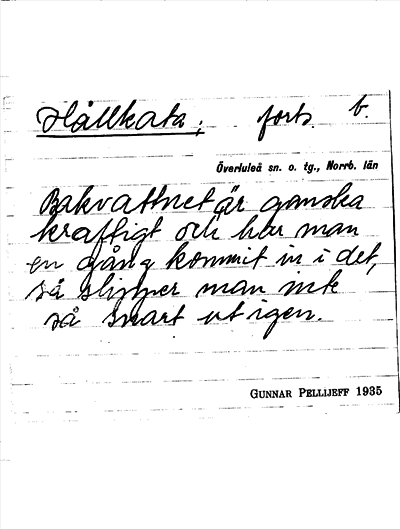 Hållkata; forts. b.
Överluleå sn. o. tg., Norrb. län
Bakvattnet är ganska
kraftigt och har man
en gång kommit in i det,
så slipper man inte
så snart ut igen.
GUNNAR PELLIJEFF 1935